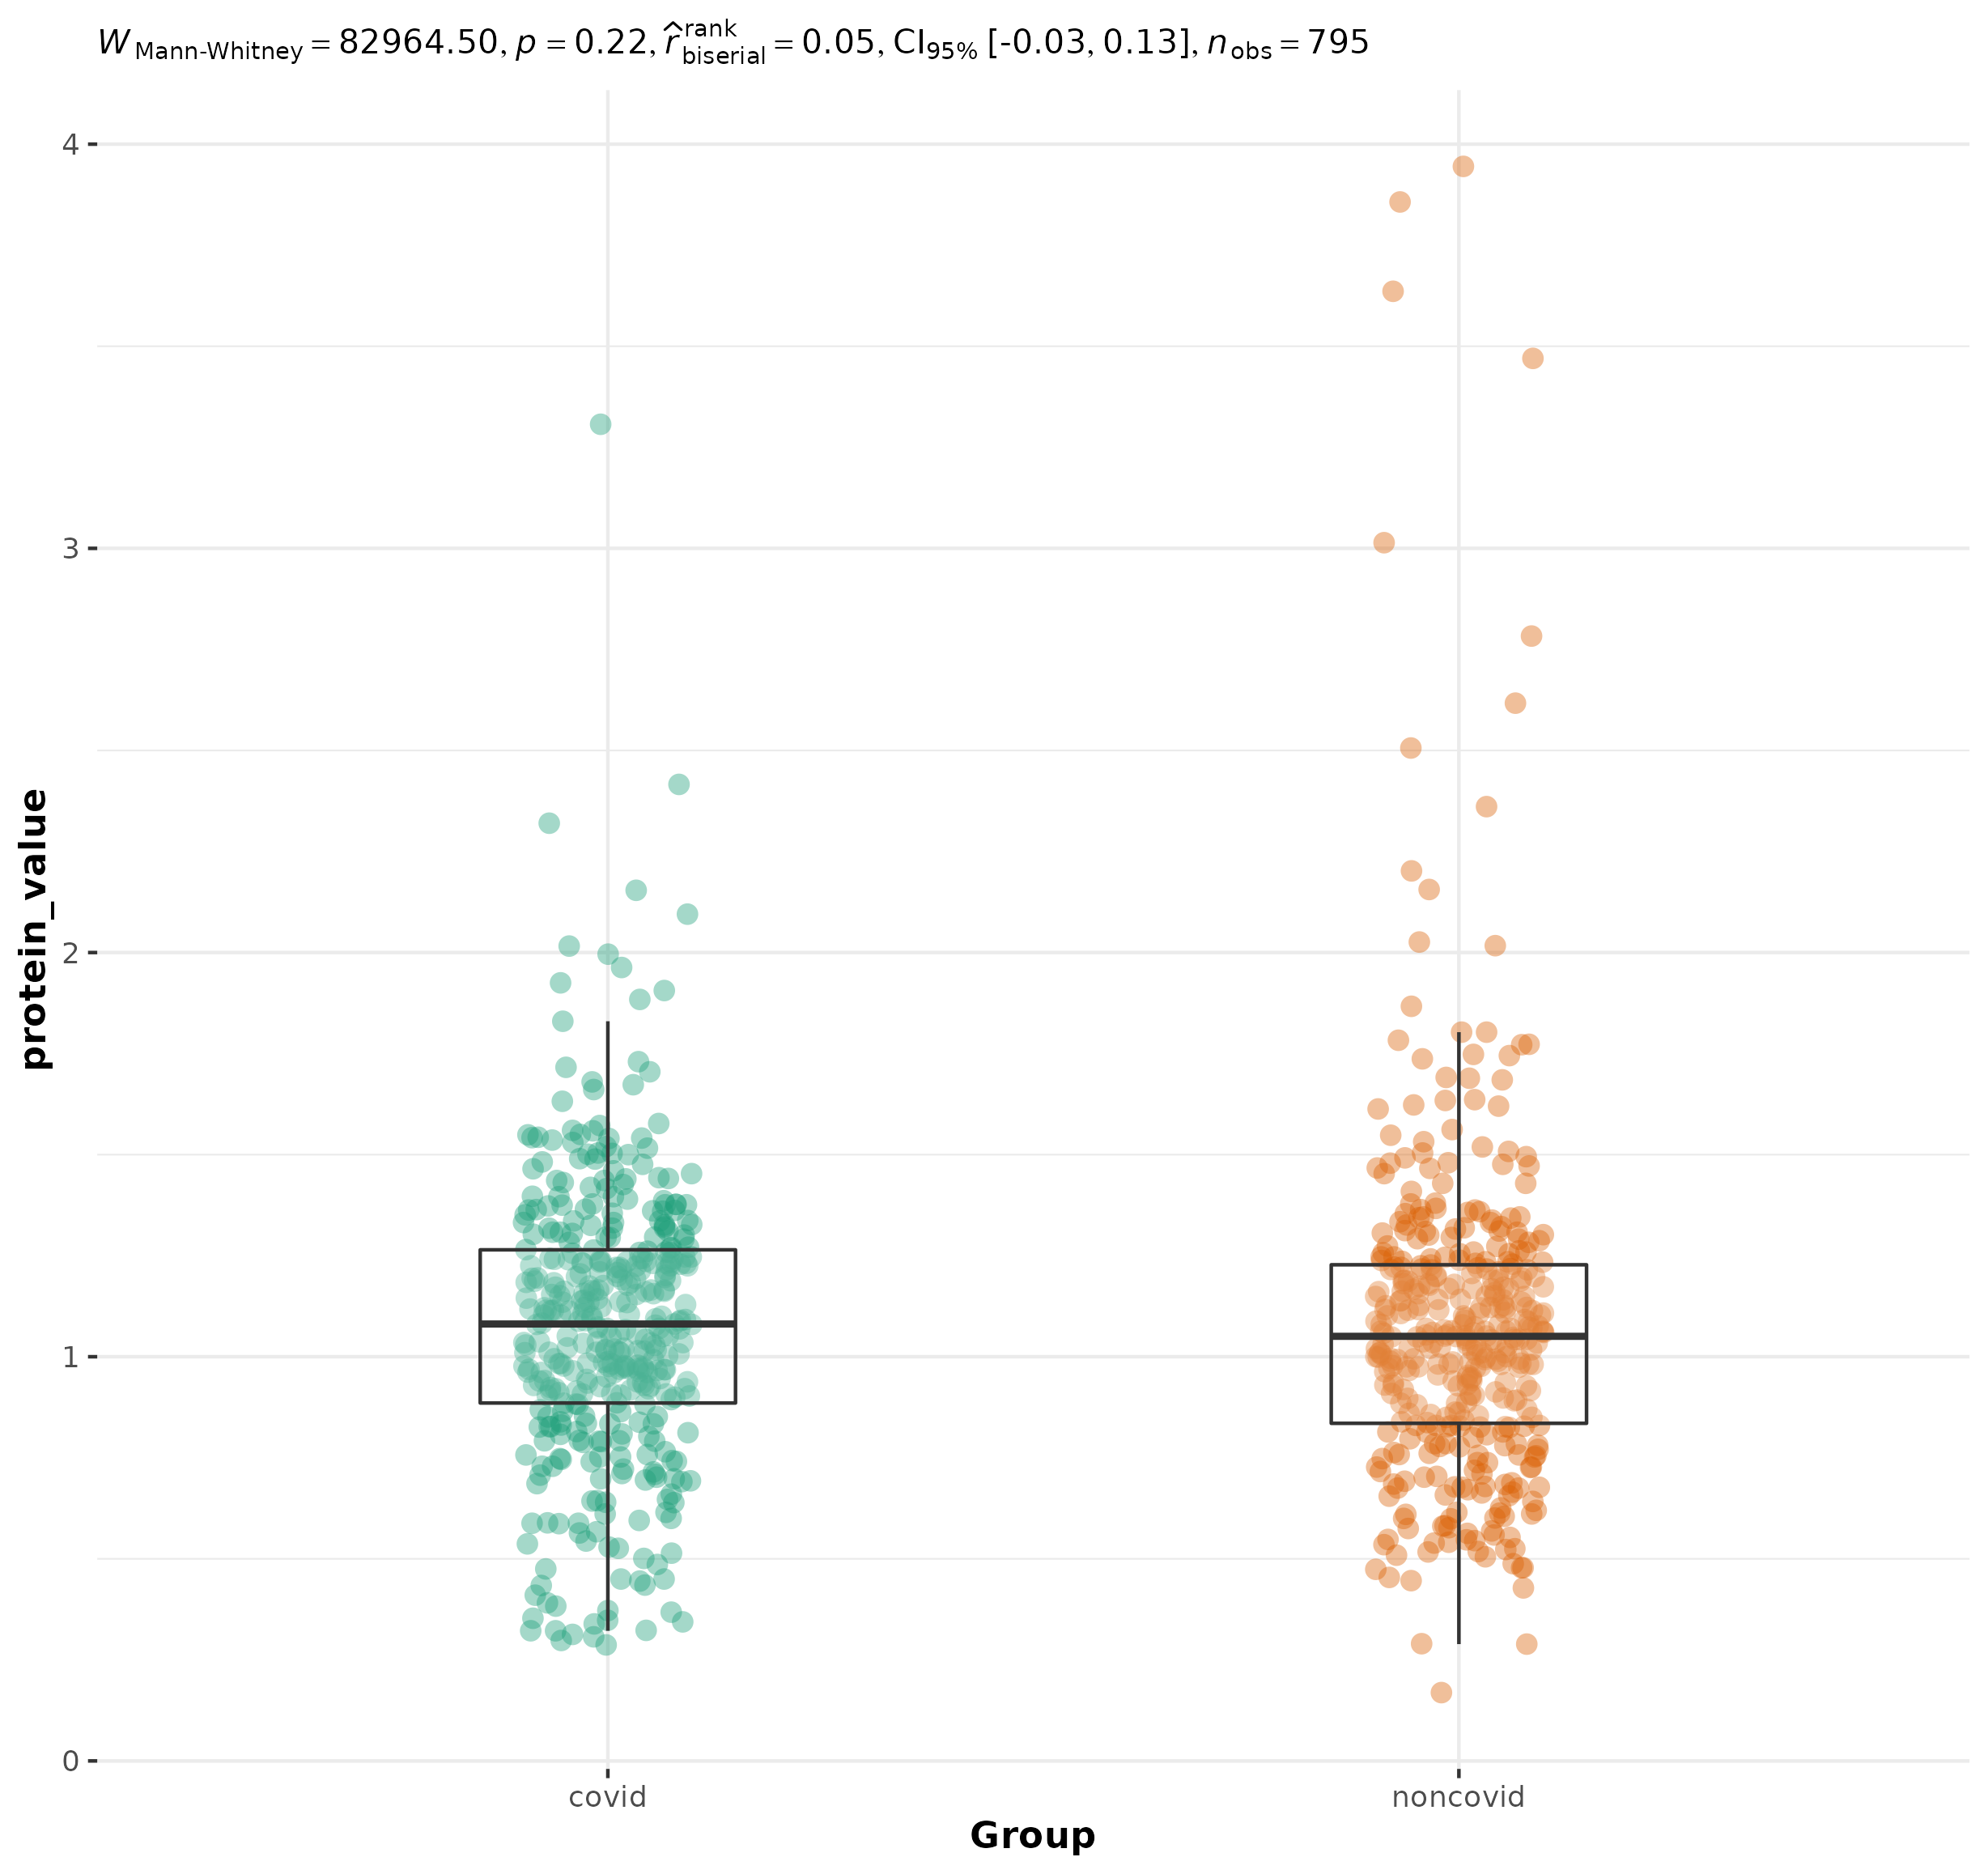 W Mann-Whitney = 82964.50, p = 0.22, r̂ rank biserial = 0.05, CI95% [-0.03, 0.13], n obs = 795
4
3
2
1
0
protein_value
covid noncovid
Group